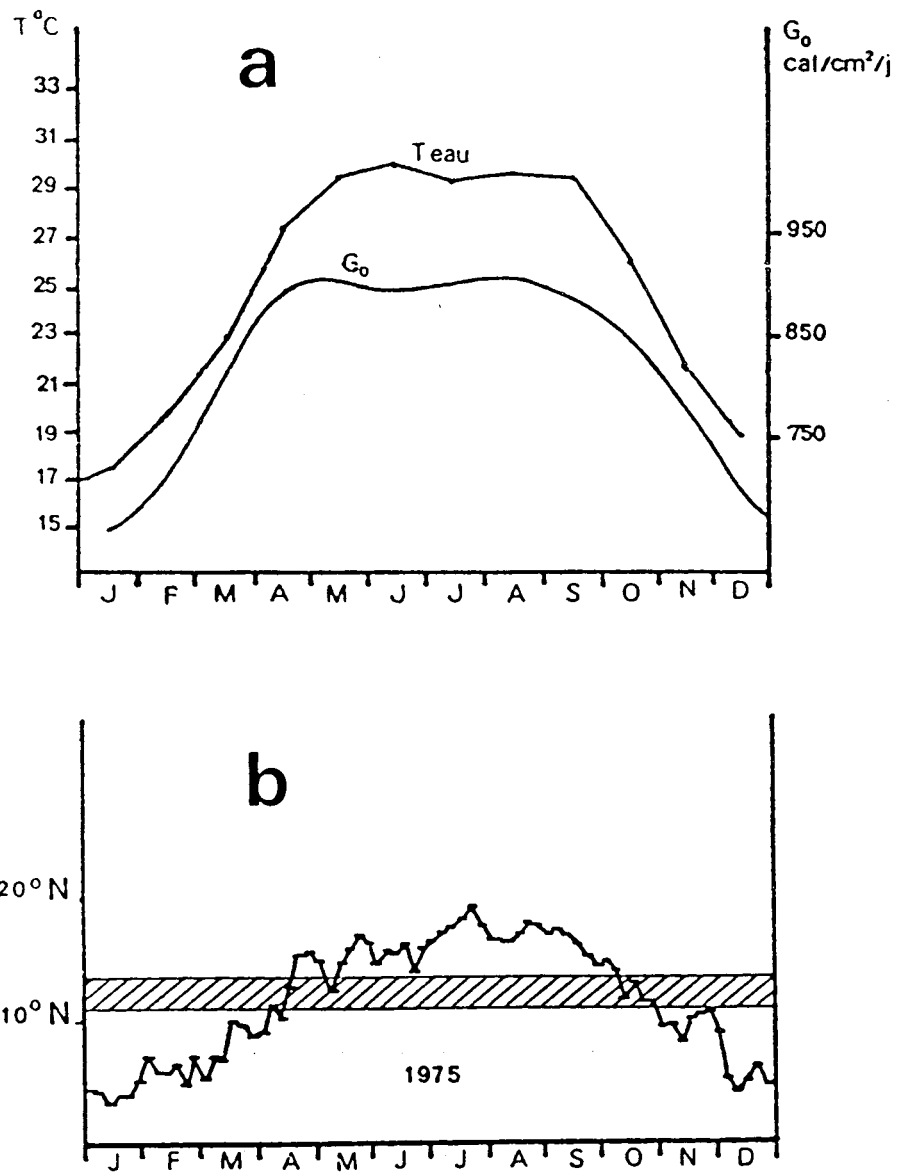 T°C
G₀
cal/cm²/j
a
33
31
29
27
25
23
21
19
17
15
T eau
G₀
950
850
750
J F M A M J J A S O N D
b
20°N
10°N
1975
J F M A M J J A S O N D